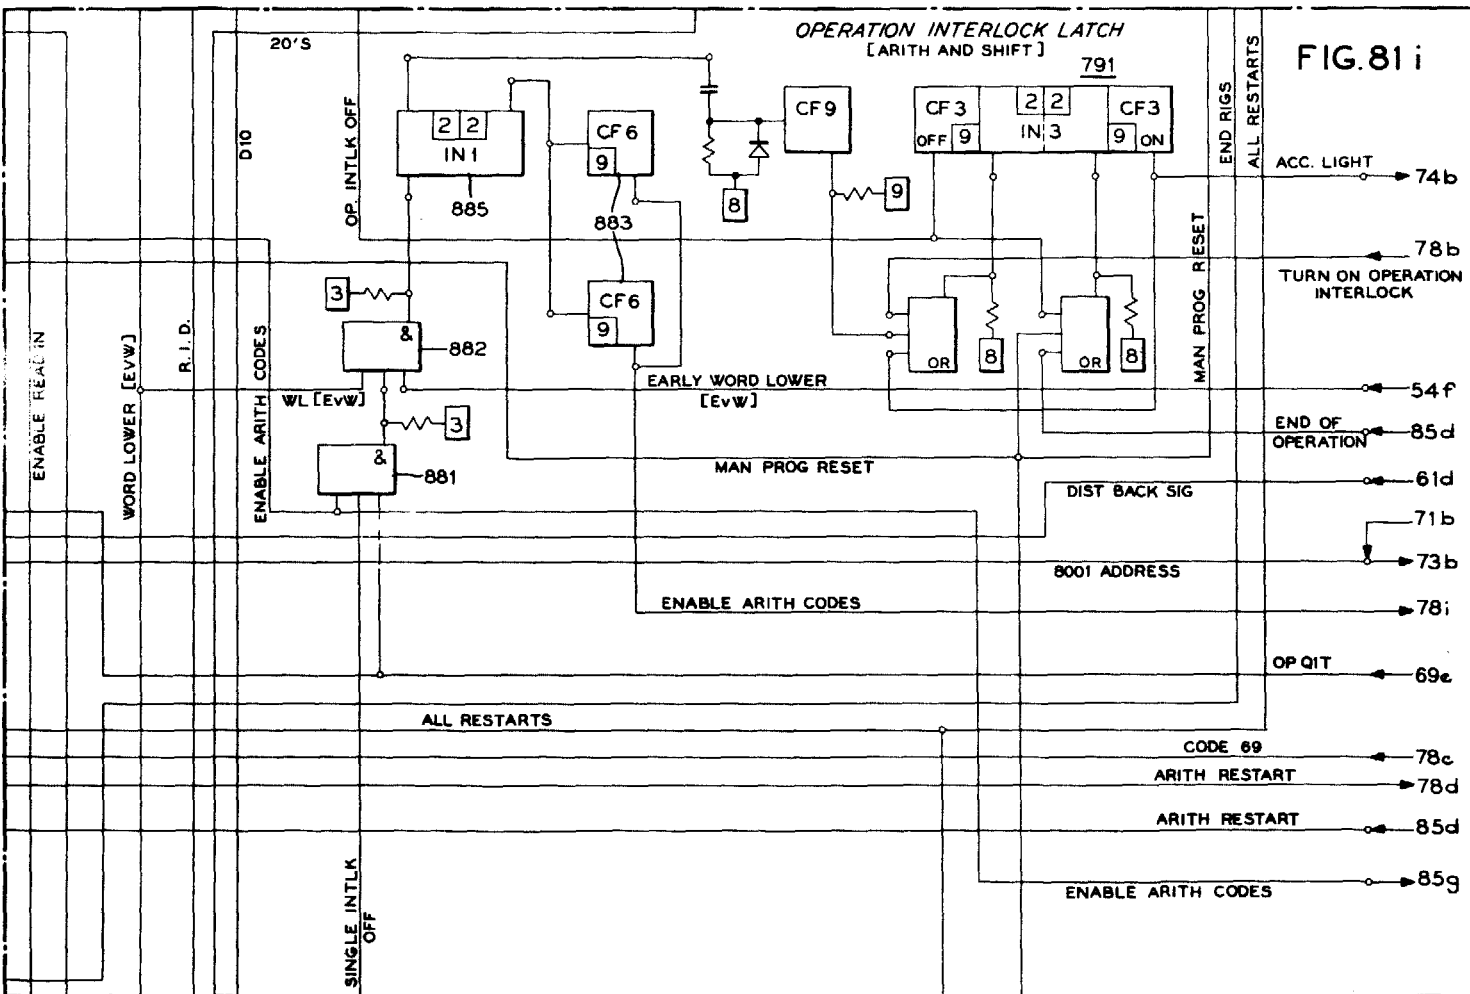 OPERATION INTERLOCK LATCH
[ARITH AND SHIFT]
FIG. 81 i
20'S
791
2 2
IN 1
885
CF 6
9
883
CF 6
9
CF 9
8
9
CF 3
OFF 9
2 2
IN 3
CF 3
9 ON
END RIGS
ALL RESTARTS
ACC. LIGHT
74b
78b
TURN ON OPERATION
INTERLOCK
D10
OP. INTLK OFF
MAN PROG RESET
3
&
882
OR
8
OR
8
ENABLE READ IN
WORD LOWER [EvW]
R. I. D.
ENABLE ARITH CODES
WL [EvW]
EARLY WORD LOWER
[EvW]
54f
3
&
881
END OF
OPERATION
85d
MAN PROG RESET
61d
DIST BACK SIG
71b
8001 ADDRESS
73b
ENABLE ARITH CODES
78i
OP Q1T
69e
ALL RESTARTS
CODE 69
78c
ARITH RESTART
78d
ARITH RESTART
85d
ENABLE ARITH CODES
85g
SINGLE INTLK
OFF